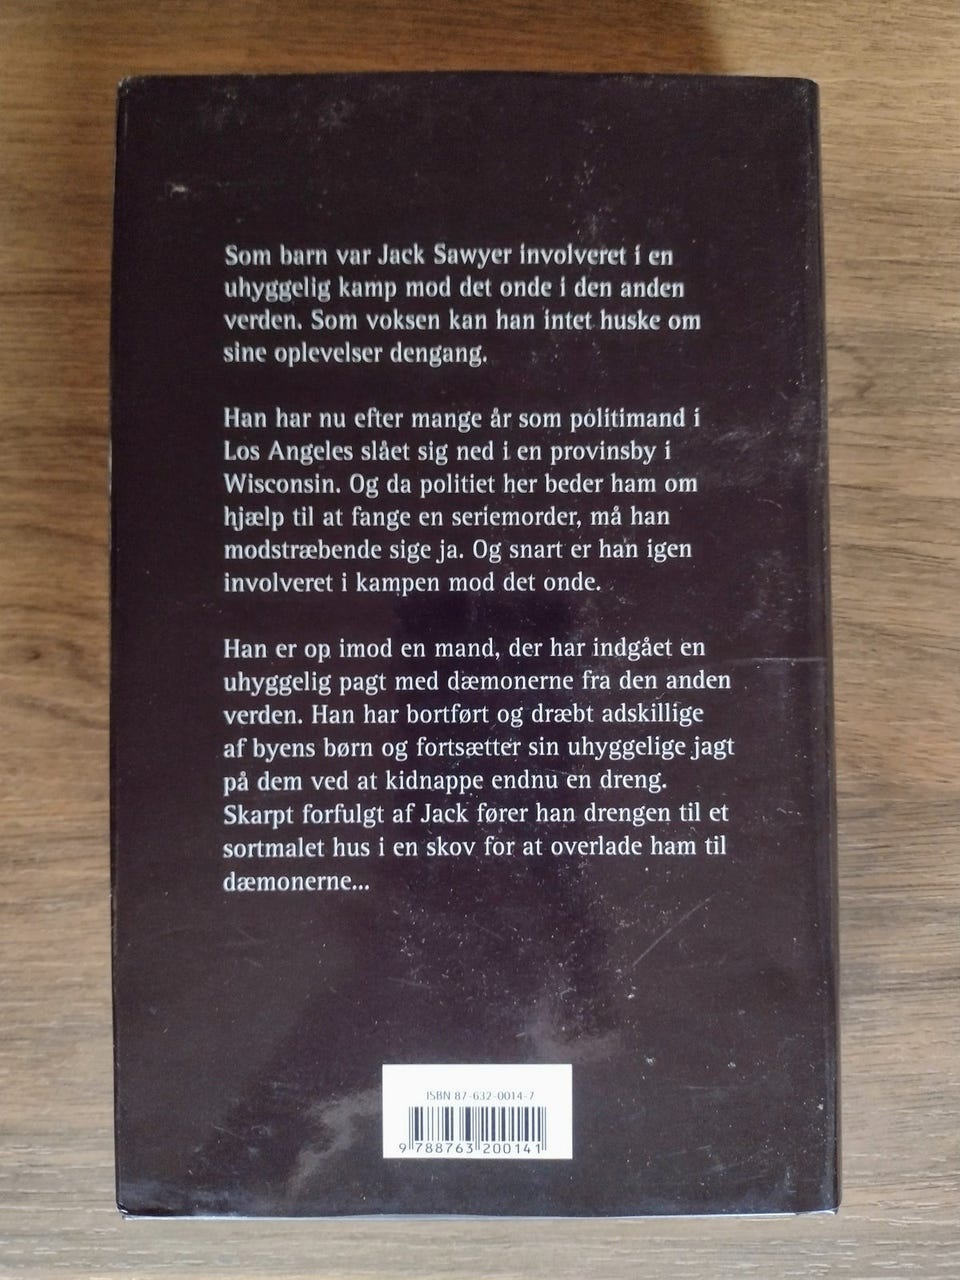 Som barn var Jack Sawyer involveret i en
uhyggelig kamp mod det onde i den anden
verden. Som voksen kan han intet huske om
sine oplevelser dengang.
Han har nu efter mange år som politimand i
Los Angeles slået sig ned i en provinsby i
Wisconsin. Og da politiet her beder ham om
hjælp til at fange en seriemorder, må han
modstræbende sige ja. Og snart er han igen
involveret i kampen mod det onde.
Han er op imod en mand, der har indgået en
uhyggelig pagt med dæmonerne fra den anden
verden. Han har bortført og dræbt adskillige
af byens børn og fortsætter sin uhyggelige jagt
på dem ved at kidnappe endnu en dreng.
Skarpt forfulgt af Jack fører han drengen til et
sortmalet hus i en skov for at overlade ham til
dæmonerne...
ISBN 87-632-0014-7
9 788763 200141